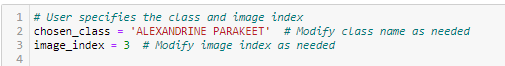 1 # User specifies the class and image index
2 chosen_class = 'ALEXANDRINE PARAKEET'  # Modify class name as needed
3 image_index = 3  # Modify image index as needed
4